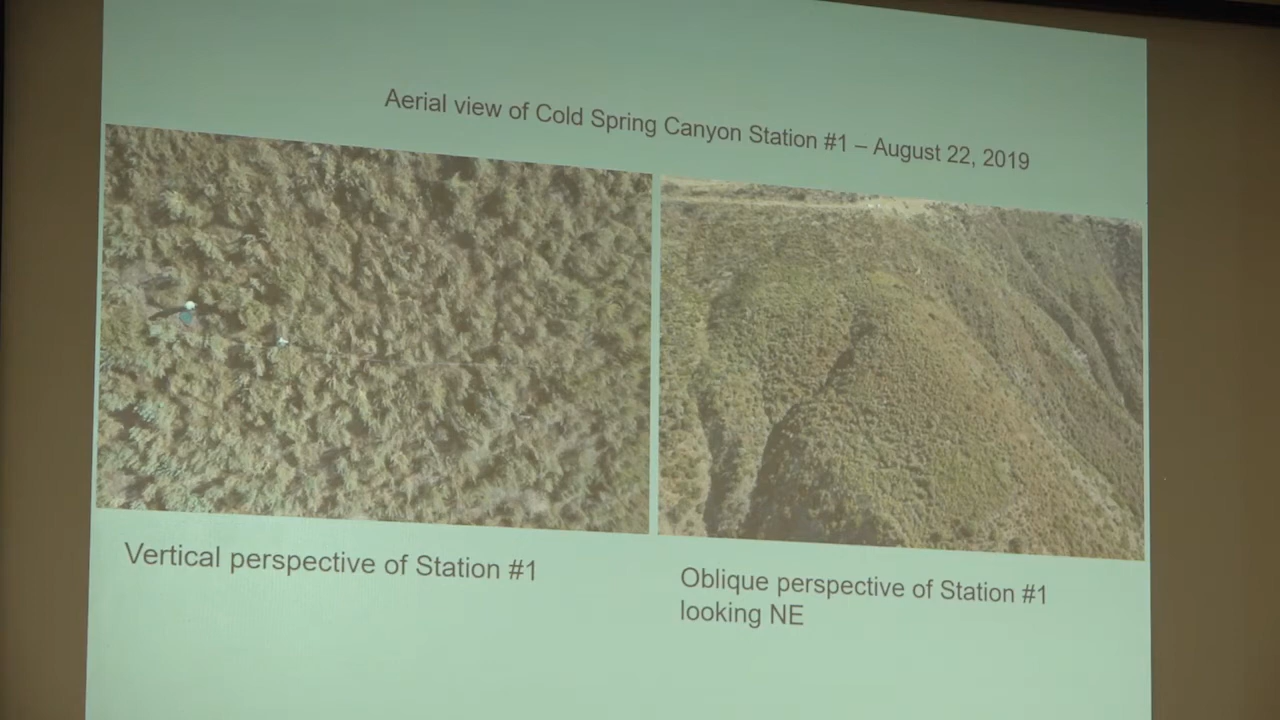 Aerial view of Cold Spring Canyon Station #1 – August 22, 2019
Vertical perspective of Station #1
Oblique perspective of Station #1
looking NE